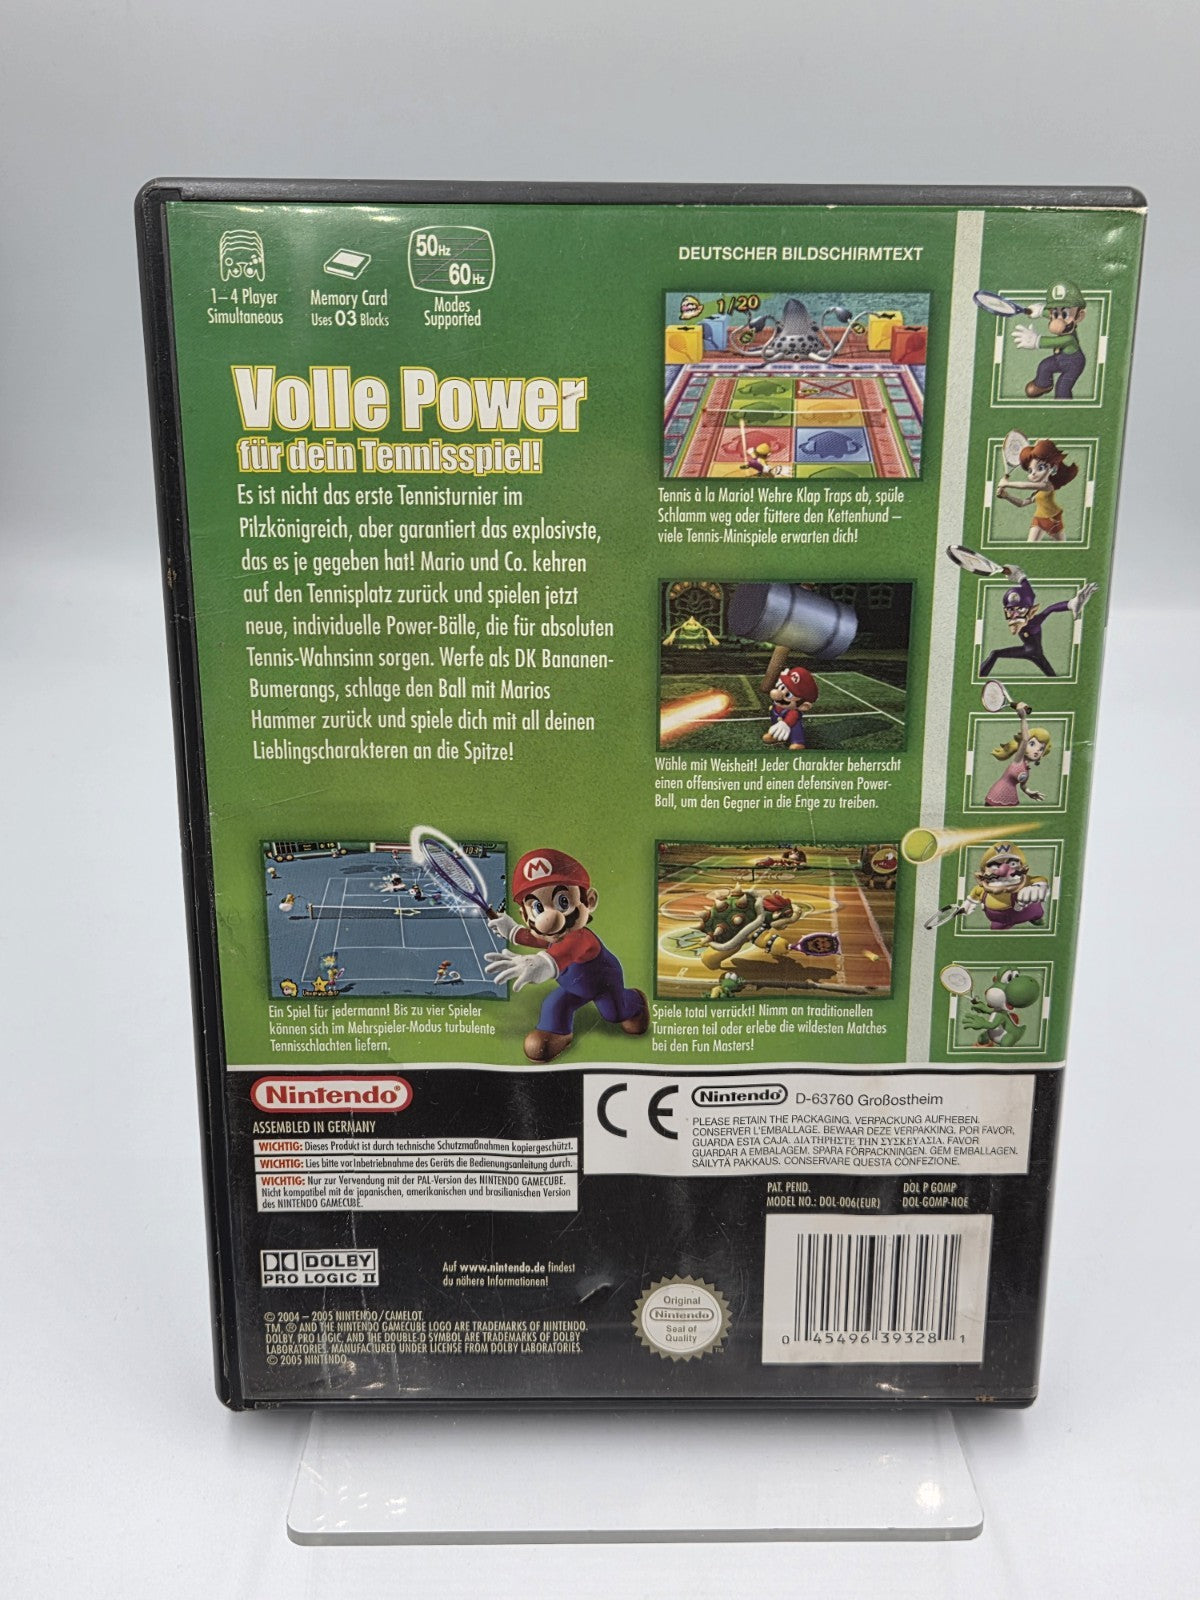 1–4 Player
Simultaneous
Memory Card
Uses 03 Blocks
50Hz
60Hz
Modes
Supported
DEUTSCHER BILDSCHIRMTEXT
1/20
Volle Power
für dein Tennisspiel!
Es ist nicht das erste Tennisturnier im
Pilzkönigreich, aber garantiert das explosivste,
das es je gegeben hat! Mario und Co. kehren
auf den Tennisplatz zurück und spielen jetzt
neue, individuelle Power-Bälle, die für absoluten
Tennis-Wahnsinn sorgen. Werfe als DK Bananen-
Bumerangs, schlage den Ball mit Marios
Hammer zurück und spiele dich mit all deinen
Lieblingscharakteren an die Spitze!
Tennis à la Mario! Wehre Klap Traps ab, spüle
Schlamm weg oder füttere den Kettenhund –
viele Tennis-Minispiele erwarten dich!
Wähle mit Weisheit! Jeder Charakter beherrscht
einen offensiven und einen defensiven Power-
Ball, um den Gegner in die Enge zu treiben.
Ein Spiel für jedermann! Bis zu vier Spieler
können sich im Mehrspieler-Modus turbulente
Tennisschlachten liefern.
Spiele total verrückt! Nimm an traditionellen
Turnieren teil oder erlebe die wildesten Matches
bei den Fun Masters!
Nintendo®
ASSEMBLED IN GERMANY
WICHTIG: Dieses Produkt ist durch technische Schutzmaßnahmen kopiergeschützt.
WICHTIG: Lies bitte vor Inbetriebnahme des Geräts die Bedienungsanleitung durch.
WICHTIG: Nur zur Verwendung mit der PAL-Version des NINTENDO GAMECUBE.
Nicht kompatibel mit der japanischen, amerikanischen und brasilianischen Version
des NINTENDO GAMECUBE.
CE Nintendo® D-63760 Großostheim
PLEASE RETAIN THE PACKAGING. VERPACKUNG AUFHEBEN.
CONSERVER L'EMBALLAGE. BEWAAR DEZE VERPAKKING. POR FAVOR,
GUARDA ESTA CAJA. ΔΙΑΤΗΡΗΣΤΕ ΤΗΝ ΣΥΣΚΕΥΑΣΙΑ. FAVOR
GUARDAR A EMBALAGEM. SPARA FÖRPACKNINGEN. GEM EMBALLAGEN.
SÄILYTÄ PAKKAUS. CONSERVARE QUESTA CONFEZIONE.
PAT. PEND.
MODEL NO.: DOL-006(EUR)
DOL P GOMP
DOL-GOMP-NOE
DOLBY
PRO LOGIC II
Auf www.nintendo.de findest
du nähere Informationen!
Original
Nintendo
Seal of
Quality
TM
0 45496 39328 1
© 2004 – 2005 NINTENDO/CAMELOT.
TM, ® AND THE NINTENDO GAMECUBE LOGO ARE TRADEMARKS OF NINTENDO.
DOLBY, PRO LOGIC, AND THE DOUBLE-D SYMBOL ARE TRADEMARKS OF DOLBY
LABORATORIES. MANUFACTURED UNDER LICENSE FROM DOLBY LABORATORIES.
© 2005 NINTENDO.